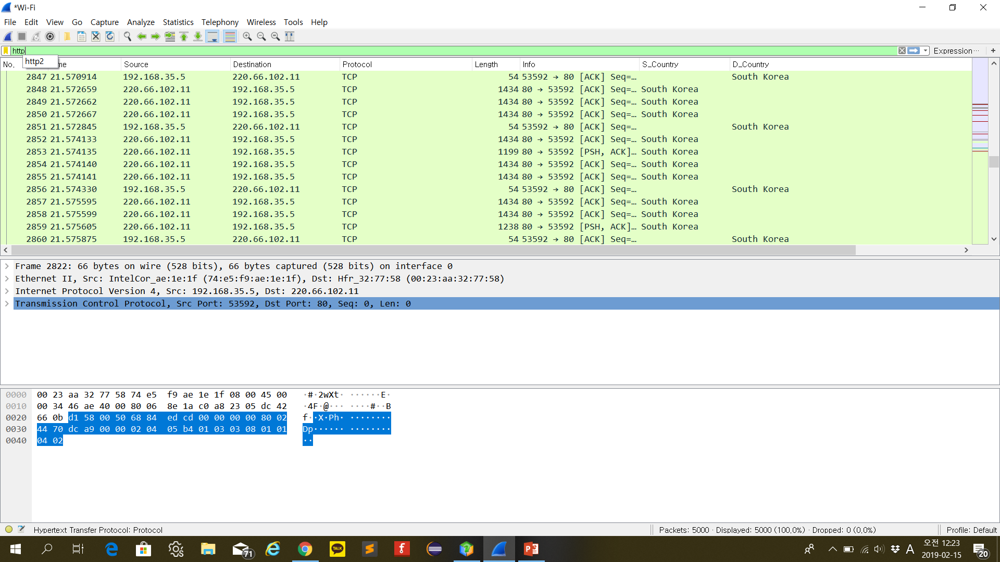 *Wi-Fi
File Edit View Go Capture Analyze Statistics Telephony Wireless Tools Help
http
Expression… +
http2
No. me Source Destination Protocol Length Info S_Country D_Country
2847 21.570914 192.168.35.5 220.66.102.11 TCP 54 53592 → 80 [ACK] Seq=… South Korea
2848 21.572659 220.66.102.11 192.168.35.5 TCP 1434 80 → 53592 [ACK] Seq=… South Korea
2849 21.572662 220.66.102.11 192.168.35.5 TCP 1434 80 → 53592 [ACK] Seq=… South Korea
2850 21.572667 220.66.102.11 192.168.35.5 TCP 1434 80 → 53592 [ACK] Seq=… South Korea
2851 21.572845 192.168.35.5 220.66.102.11 TCP 54 53592 → 80 [ACK] Seq=… South Korea
2852 21.574133 220.66.102.11 192.168.35.5 TCP 1434 80 → 53592 [ACK] Seq=… South Korea
2853 21.574135 220.66.102.11 192.168.35.5 TCP 1199 80 → 53592 [PSH, ACK]… South Korea
2854 21.574140 220.66.102.11 192.168.35.5 TCP 1434 80 → 53592 [ACK] Seq=… South Korea
2855 21.574141 220.66.102.11 192.168.35.5 TCP 1434 80 → 53592 [ACK] Seq=… South Korea
2856 21.574330 192.168.35.5 220.66.102.11 TCP 54 53592 → 80 [ACK] Seq=… South Korea
2857 21.575595 220.66.102.11 192.168.35.5 TCP 1434 80 → 53592 [ACK] Seq=… South Korea
2858 21.575599 220.66.102.11 192.168.35.5 TCP 1434 80 → 53592 [ACK] Seq=… South Korea
2859 21.575605 220.66.102.11 192.168.35.5 TCP 1238 80 → 53592 [PSH, ACK]… South Korea
2860 21.575875 192.168.35.5 220.66.102.11 TCP 54 53592 → 80 [ACK] Seq=… South Korea
Frame 2822: 66 bytes on wire (528 bits), 66 bytes captured (528 bits) on interface 0
Ethernet II, Src: IntelCor_ae:1e:1f (74:e5:f9:ae:1e:1f), Dst: Hfr_32:77:58 (00:23:aa:32:77:58)
Internet Protocol Version 4, Src: 192.168.35.5, Dst: 220.66.102.11
Transmission Control Protocol, Src Port: 53592, Dst Port: 80, Seq: 0, Len: 0
0000 00 23 aa 32 77 58 74 e5 f9 ae 1e 1f 08 00 45 00 ·#·2wXt· ······E·
0010 00 34 46 ae 40 00 80 06 8e 1a c0 a8 23 05 dc 42 ·4F·@··· ····#··B
0020 66 0b d1 58 00 50 68 84 ed cd 00 00 00 00 80 02 f··X·Ph· ········
0030 44 70 dc a9 00 00 02 04 05 b4 01 03 03 08 01 01 Dp······ ········
0040 04 02 ··
Hypertext Transfer Protocol: Protocol
Packets: 5000 · Displayed: 5000 (100,0%) · Dropped: 0 (0,0%)
Profile: Default
71
TALK
A
오전 12:23
2019-02-15
20